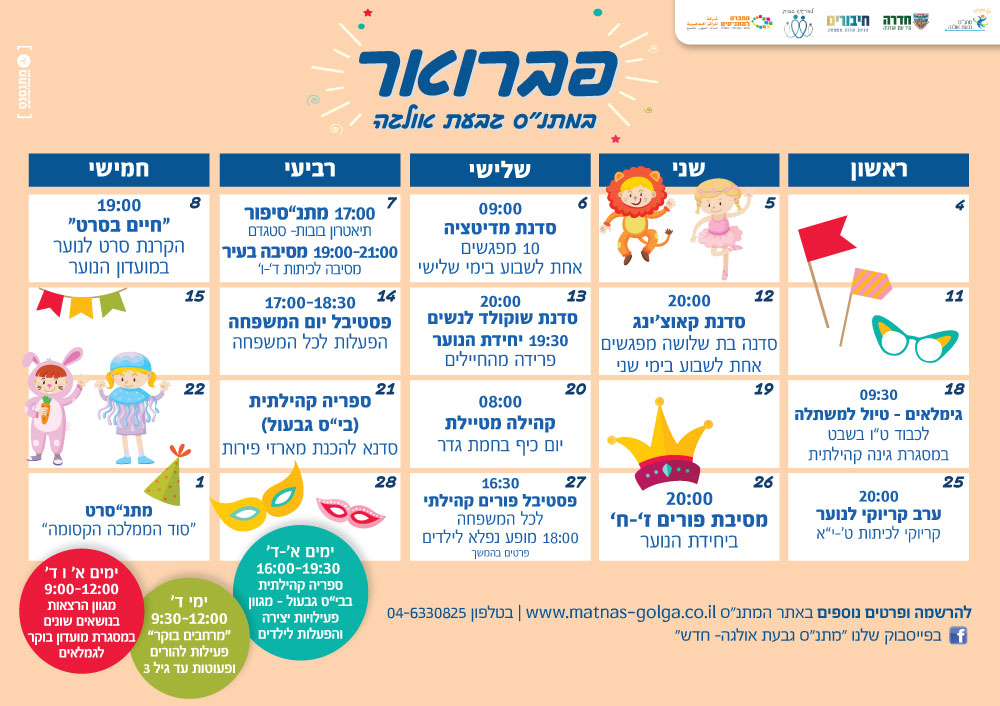 חדרה
חיבורים
החברה
למתנ"סים
פברואר
במתנ"ס גבעת אולגה
ראשון
שני
שלישי
רביעי
חמישי
4
5
6
09:00
סדנת מדיטציה
10 מפגשים
אחת לשבוע בימי שלישי
7
17:00 מתנ"סיפור
תיאטרון בובות- סטגדם
19:00-21:00 מסיבה בעיר
מסיבה לכיתות ד'-ו'
8
19:00
"חיים בסרט"
הקרנת סרט לנוער
במועדון הנוער
11
12
20:00
סדנת קאוצ'ינג
סדנה בת שלושה מפגשים
אחת לשבוע בימי שני
13
20:00
סדנת שוקולד לנשים
19:30 יחידת הנוער
פרידה מהחיילים
14
17:00-18:30
פסטיבל יום המשפחה
הפעלות לכל המשפחה
15
18
09:30
גימלאים - טיול למשתלה
לכבוד ט"ו בשבט
במסגרת גינה קהילתית
19
20
08:00
קהילה מטיילת
יום כיף בחמת גדר
21
ספריה קהילתית
(בי"ס גבעול)
סדנא להכנת מארזי פירות
22
25
20:00
ערב קריוקי לנוער
קריוקי לכיתות ט'-י"א
26
20:00
מסיבת פורים ז'-ח'
ביחידת הנוער
27
16:30
פסטיבל פורים קהילתי
לכל המשפחה
18:00 מופע נפלא לילדים
פרטים בהמשך
28
1
מתנ"סרט
"סוד הממלכה הקסומה"
ימים א'-ד'
16:00-19:30
ספריה קהילתית
בבי"ס גבעול - מגוון
פעילויות יצירה
והפעלות לילדים
ימי ד'
9:30-12:00
"מרחבים בוקר"
פעילות להורים
ופעוטות עד גיל 3
ימים א' ו ד'
9:00-12:00
מגוון הרצאות
בנושאים שונים
במסגרת מועדון בוקר
לגמלאים
להרשמה ופרטים נוספים באתר המתנ"ס www.matnas-golga.co.il | בטלפון 04-6330825
בפייסבוק שלנו "מתנ"ס גבעת אולגה- חדש"